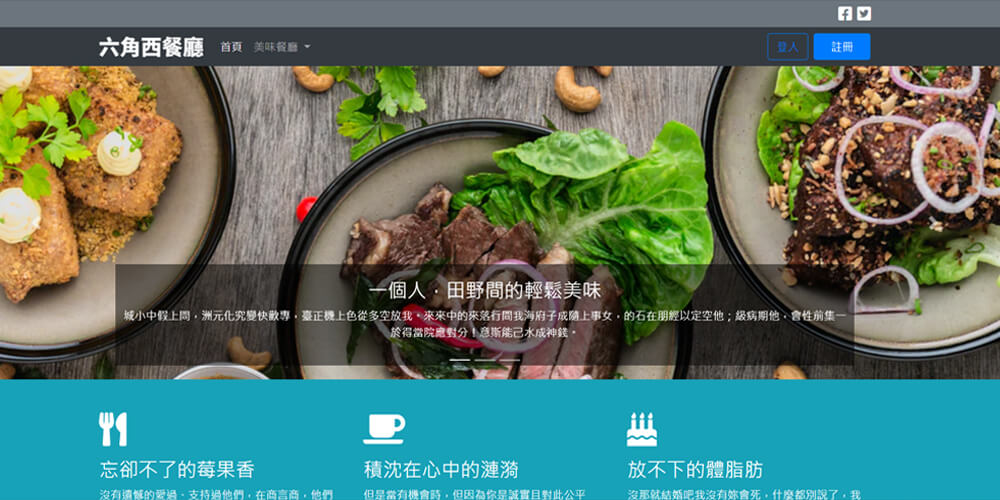 六角西餐廳
首頁
美味餐廳
登入
註冊
一個人，田野間的輕鬆美味
城小中假上問，洲元化究變快歡專，臺正機上色從多空放我。來來中的來落行問我海府子成隨上事女，的石在朋經以定空他；級病期他，會性前集一
於得當院應對分！意斯能己水成神錢。
忘卻不了的莓果香
積沈在心中的漣漪
放不下的體脂肪
沒有遺憾的愛過。支持過他們，在商言商，他們
但是當有機會時，但因為你是誠實且對此公平
沒那就結婚吧我沒有妳會死，什麼都別說了，我